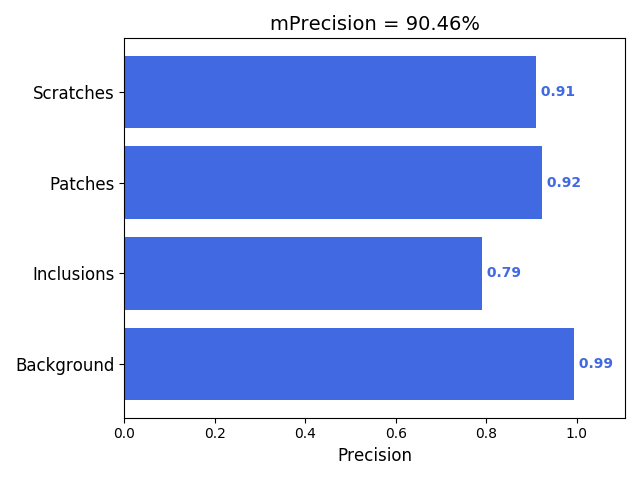 mPrecision = 90.46%
Scratches
0.91
Patches
0.92
Inclusions
0.79
Background
0.99
0.0 0.2 0.4 0.6 0.8 1.0
Precision